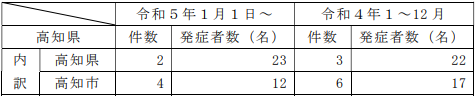 令和５年１月１日～ 令和４年１～12月
高知県 件数 発症者数（名） 件数 発症者数（名）
内 高知県 2 23 3 22
訳 高知市 4 12 6 17